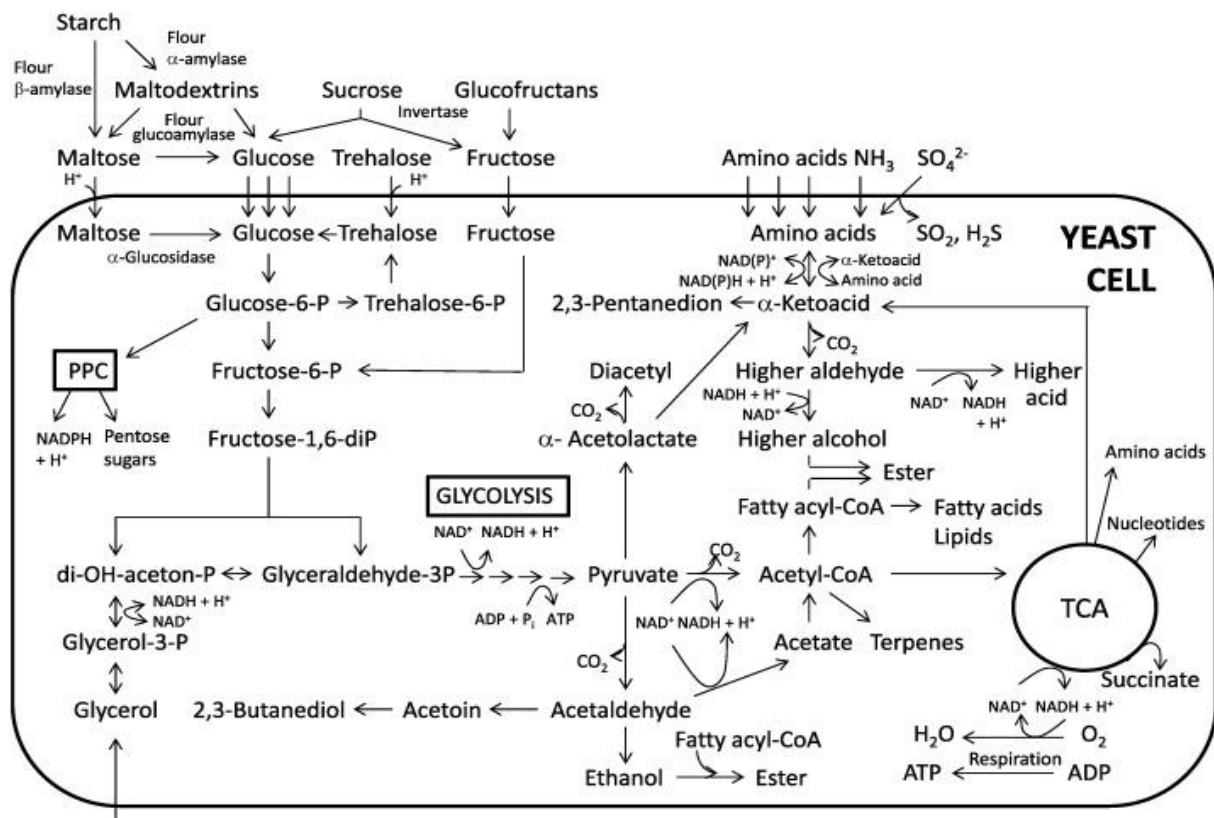 Starch
Flour
α-amylase
Flour
β-amylase
Maltodextrins
Sucrose
Glucofructans
Invertase
Flour
glucoamylase
Maltose
Glucose
Trehalose
Fructose
Amino acids NH₃
SO₄²⁻
H⁺
H⁺
Maltose
Glucose
Trehalose
Fructose
Amino acids
SO₂, H₂S
YEAST
CELL
α-Glucosidase
NAD(P)⁺
α-Ketoacid
NAD(P)H + H⁺
Amino acid
Glucose-6-P
Trehalose-6-P
2,3-Pentanedion
α-Ketoacid
CO₂
PPC
Fructose-6-P
Diacetyl
Higher aldehyde
Higher
acid
NADH + H⁺
NAD⁺
NAD⁺
NADH
+ H⁺
CO₂
NADPH
+ H⁺
Pentose
sugars
Fructose-1,6-diP
α- Acetolactate
Higher alcohol
Amino acids
Ester
GLYCOLYSIS
Fatty acyl-CoA
Fatty acids
Lipids
Nucleotides
NAD⁺ NADH + H⁺
CO₂
di-OH-aceton-P
Glyceraldehyde-3P
Pyruvate
Acetyl-CoA
TCA
NADH + H⁺
NAD⁺
ADP + Pᵢ ATP
NAD⁺ NADH + H⁺
Glycerol-3-P
Acetate
Terpenes
CO₂
Succinate
Glycerol
2,3-Butanediol
Acetoin
Acetaldehyde
NAD⁺
NADH + H⁺
H₂O
O₂
Fatty acyl-CoA
Respiration
Ethanol
Ester
ATP
ADP